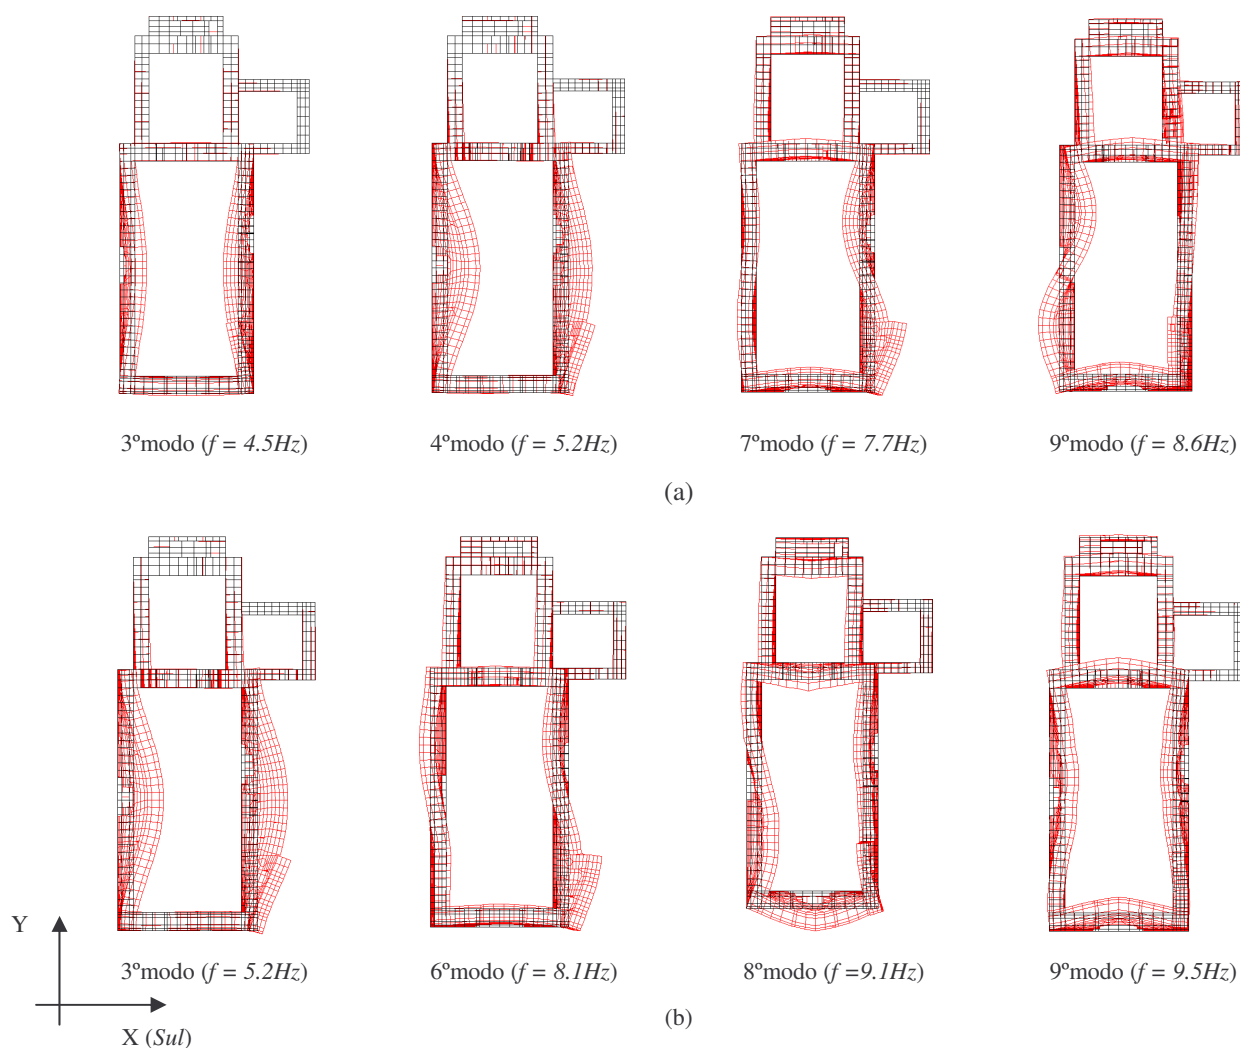 3ºmodo (f = 4.5Hz) 4ºmodo (f = 5.2Hz) 7ºmodo (f = 7.7Hz) 9ºmodo (f = 8.6Hz)
(a)
Y
3ºmodo (f = 5.2Hz) 6ºmodo (f = 8.1Hz) 8ºmodo (f =9.1Hz) 9ºmodo (f = 9.5Hz)
(b)
X (Sul)